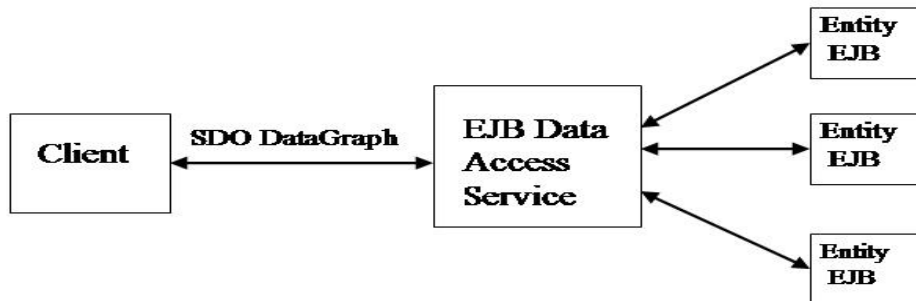 Client
SDO DataGraph
EJB Data
Access
Service
Entity
EJB
Entity
EJB
Entity
EJB